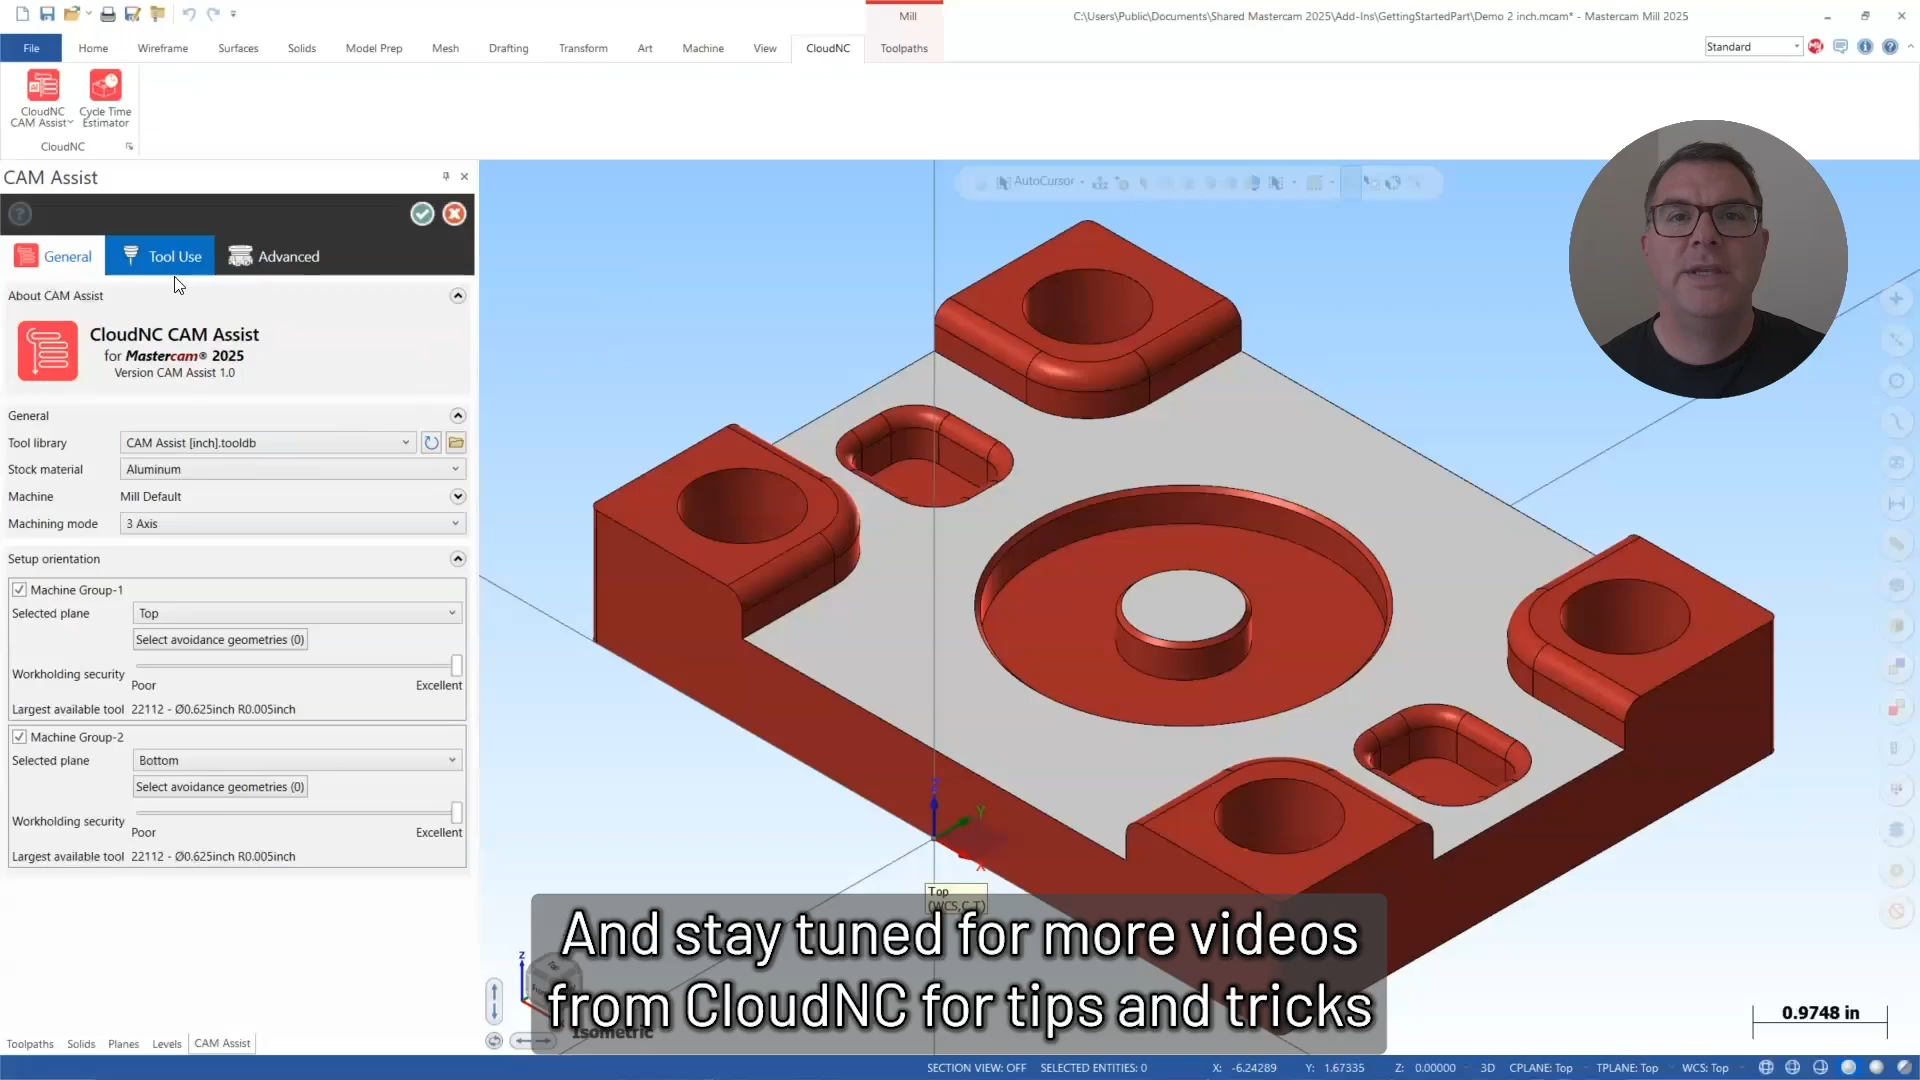 Mill
C:\Users\Public\Documents\Shared Mastercam 2025\Add-Ins\GettingStartedPart\Demo 2 inch.mcam* - Mastercam Mill 2025
File
Home
Wireframe
Surfaces
Solids
Model Prep
Mesh
Drafting
Transform
Art
Machine
View
CloudNC
Toolpaths
Standard
CloudNC
CAM Assist
Cycle Time
Estimator
CloudNC
CAM Assist
General
Tool Use
Advanced
About CAM Assist
CloudNC CAM Assist
for Mastercam® 2025
Version CAM Assist 1.0
General
Tool library
CAM Assist [inch].tooldb
Stock material
Aluminum
Machine
Mill Default
Machining mode
3 Axis
Setup orientation
Machine Group-1
Selected plane
Top
Select avoidance geometries (0)
Workholding security
Poor
Excellent
Largest available tool 22112 - Ø0.625inch R0.005inch
Machine Group-2
Selected plane
Bottom
Select avoidance geometries (0)
Workholding security
Poor
Excellent
Largest available tool 22112 - Ø0.625inch R0.005inch
Toolpaths
Solids
Planes
Levels
CAM Assist
AutoCursor
Z
Y
X
Top
(WCS,C,T)
And stay tuned for more videos
from CloudNC for tips and tricks
Z
Top
Isometric
0.9748 in
SECTION VIEW: OFF
SELECTED ENTITIES: 0
X: -6.24289
Y: 1.67335
Z: 0.00000
3D
CPLANE: Top
TPLANE: Top
WCS: Top